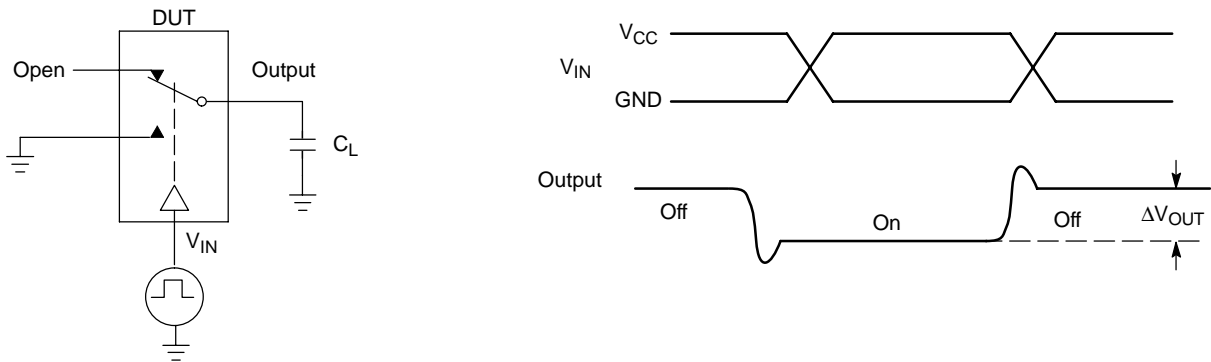 DUT
Open
Output
C_L
V_IN
V_CC
V_IN
GND
Output
Off
On
Off
ΔV_OUT